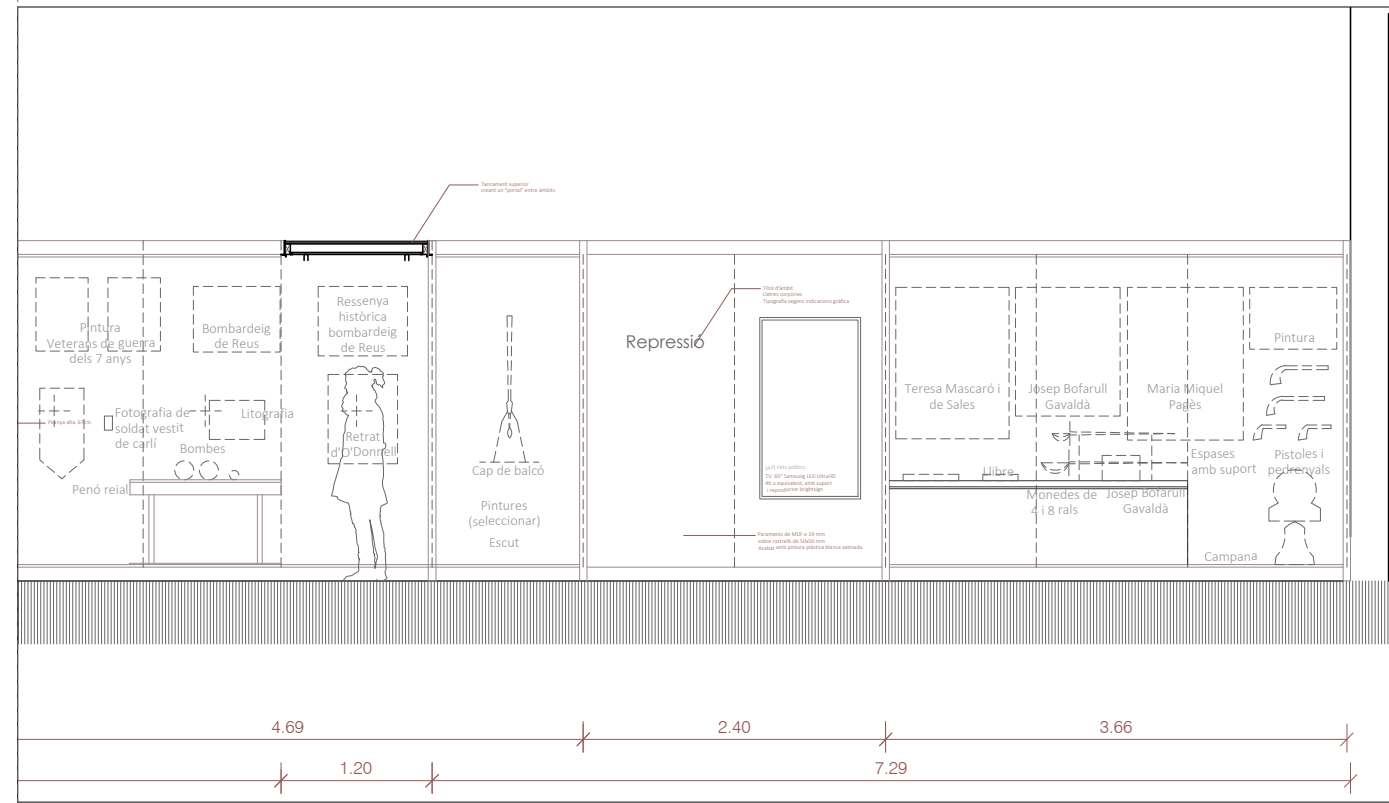 Tancament superior
creant un "portal" entre àmbits
Pintura
Veterans de guerra
dels 7 anys
Bombardeig
de Reus
Ressenya
històrica
bombardeig
de Reus
Penó reial
Fotografia de
soldat vestit
de carlí
Litografia
Bombes
Retrat
d'O'Donnell
Cap de balcó
Pintures
(seleccionar)
Escut
Títol d'àmbit.
Lletres corpòries
Tipografia segons indicacions gràfica
Repressió
TV. 65" Samsung LED UltraHD
4K o equivalent, amb suport
i reproductor brightsign
Paraments de MDF e 19 mm
sobre rastrells de 50x50 mm
Acabat amb pintura plàstica blanca setinada.
Teresa Mascaró i
de Sales
Josep Bofarull
Gavaldà
Maria Miquel
Pagès
Pintura
Llibre
Monedes de
4 i 8 rals
Josep Bofarull
Gavaldà
Espases
amb suport
Pistoles i
pedrenyals
Campana
4.69
2.40
3.66
1.20
7.29